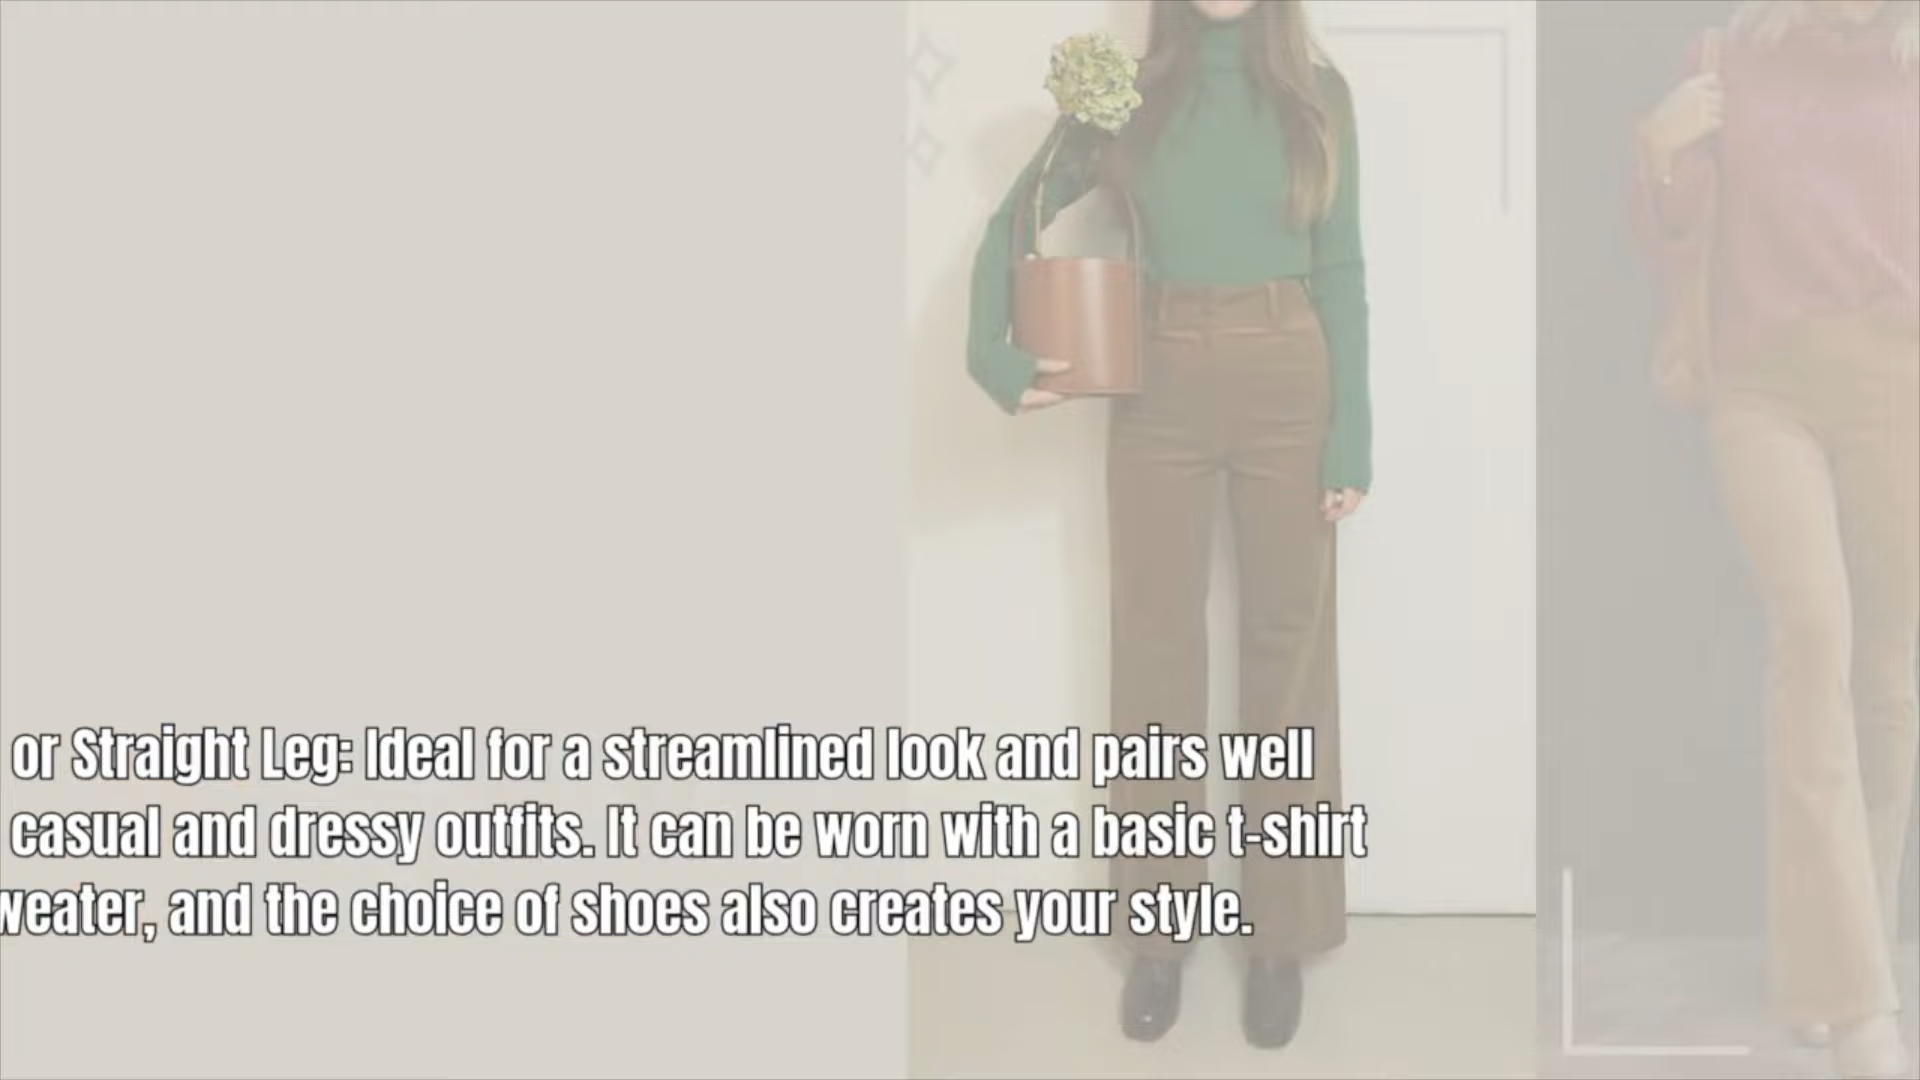 or Straight Leg: Ideal for a streamlined look and pairs well
casual and dressy outfits. It can be worn with a basic t-shirt
weater, and the choice of shoes also creates your style.